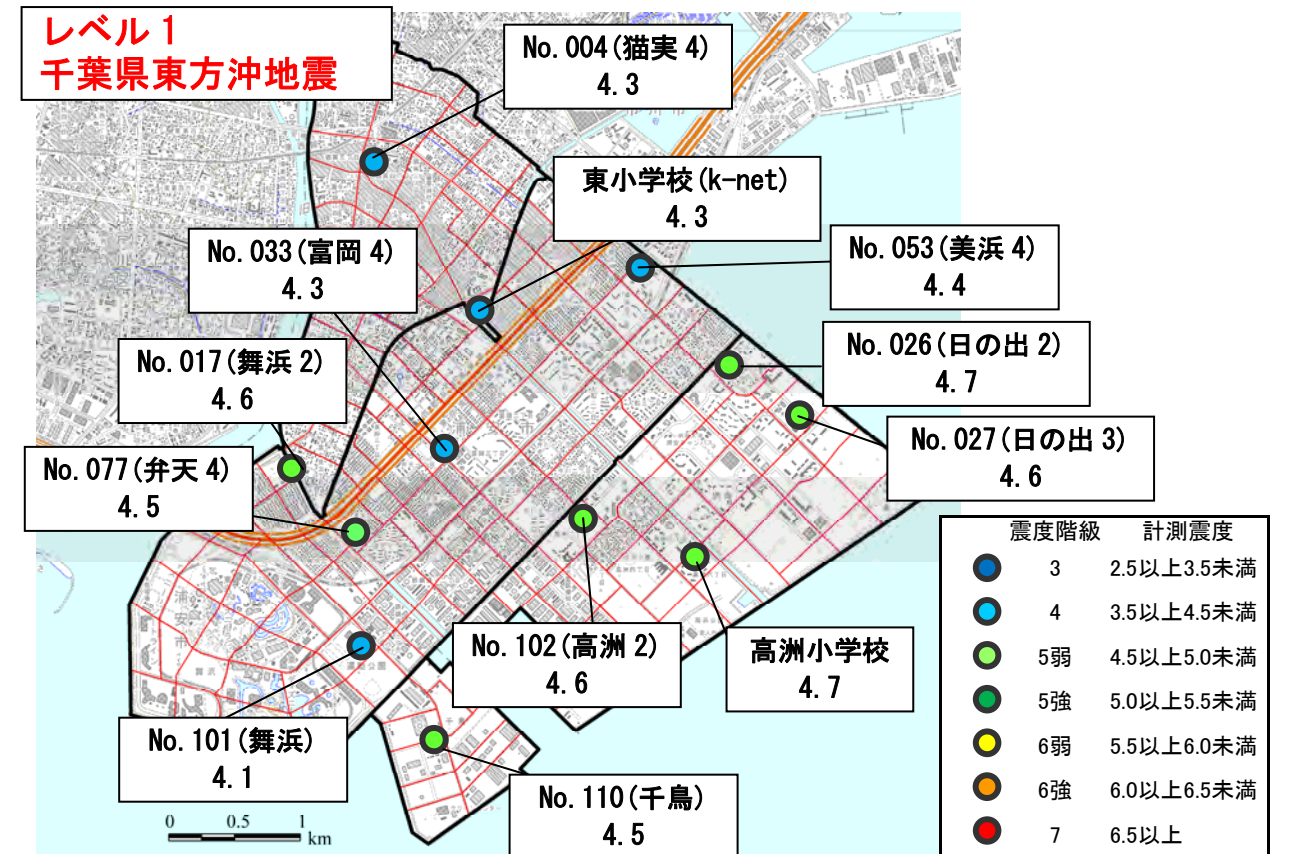 レベル1
千葉県東方沖地震
No.004(猫実4)
4.3
東小学校(k-net)
4.3
No.033(富岡4)
4.3
No.053(美浜4)
4.4
No.017(舞浜2)
4.6
No.026(日の出2)
4.7
No.027(日の出3)
4.6
No.077(弁天4)
4.5
No.102(高洲2)
4.6
高洲小学校
4.7
No.101(舞浜)
4.1
No.110(千鳥)
4.5
震度階級 計測震度
3 2.5以上3.5未満
4 3.5以上4.5未満
5弱 4.5以上5.0未満
5強 5.0以上5.5未満
6弱 5.5以上6.0未満
6強 6.0以上6.5未満
7 6.5以上
0 0.5 1
km